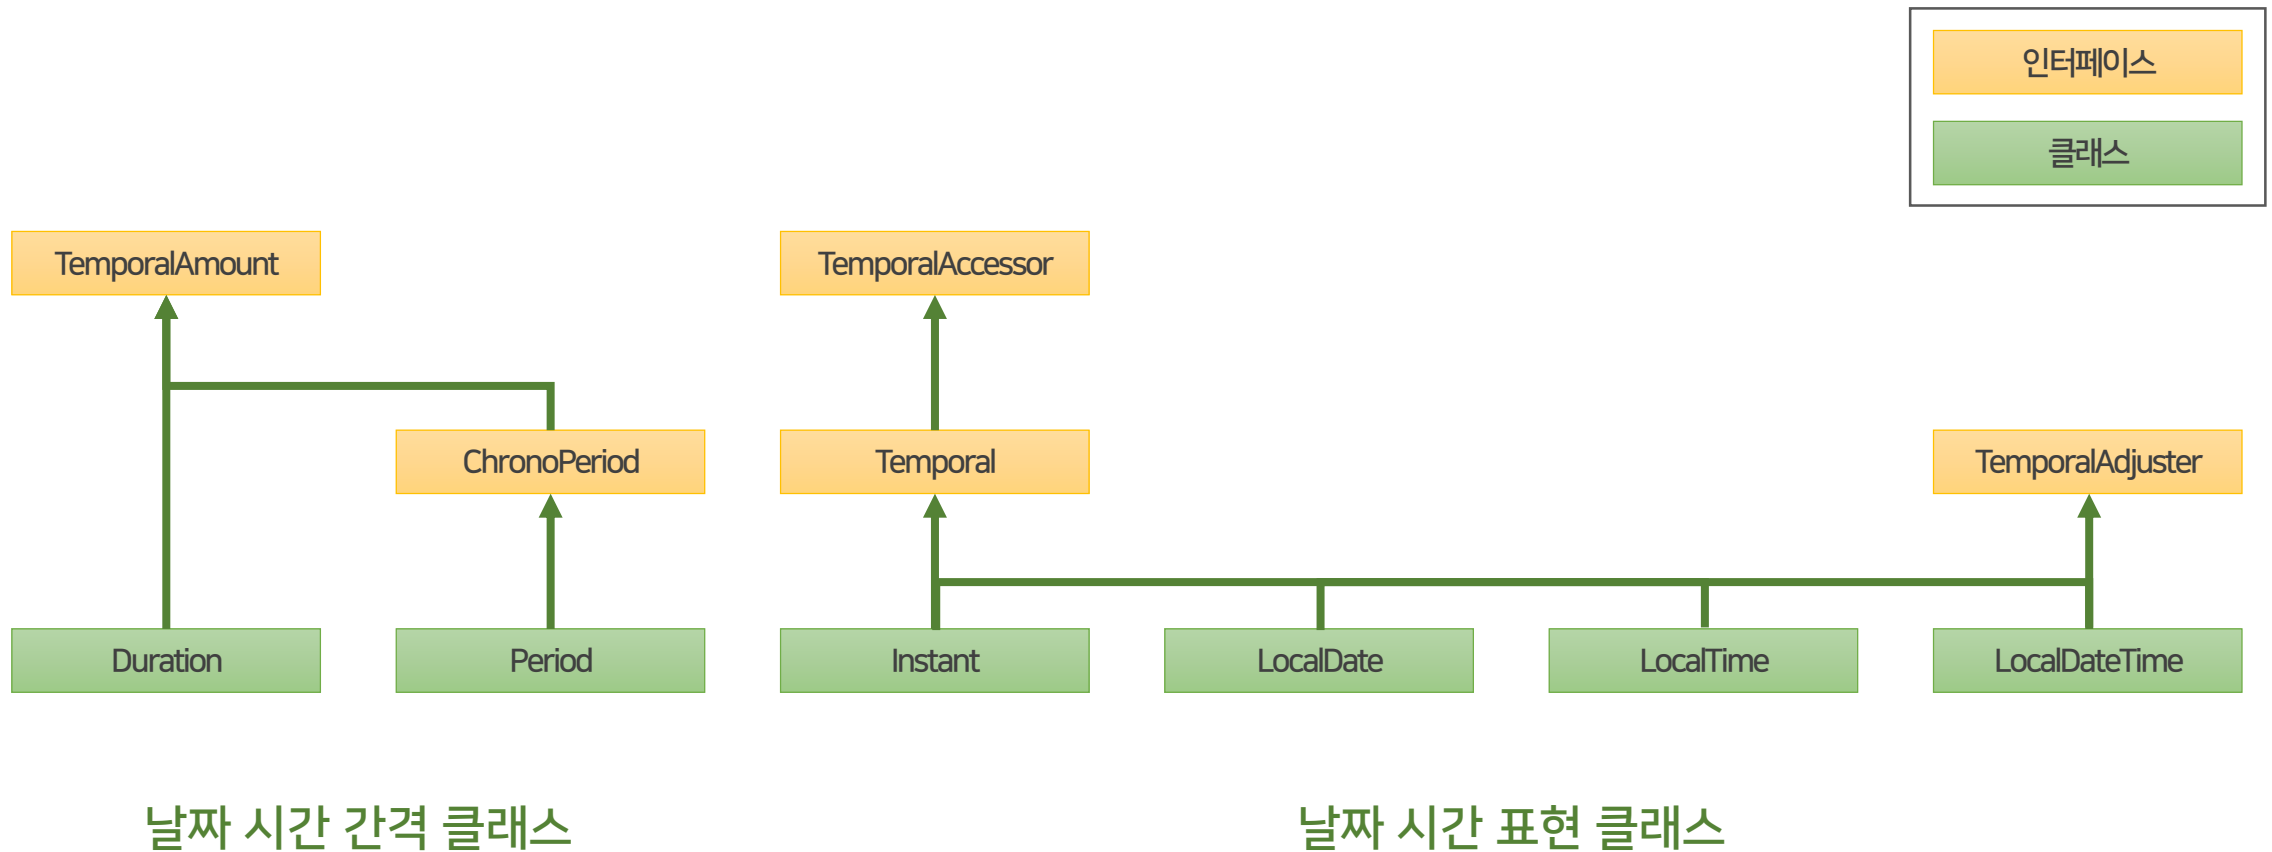 인터페이스
클래스
TemporalAmount
TemporalAccessor
ChronoPeriod
Temporal
TemporalAdjuster
Duration
Period
Instant
LocalDate
LocalTime
LocalDateTime
날짜 시간 간격 클래스
날짜 시간 표현 클래스